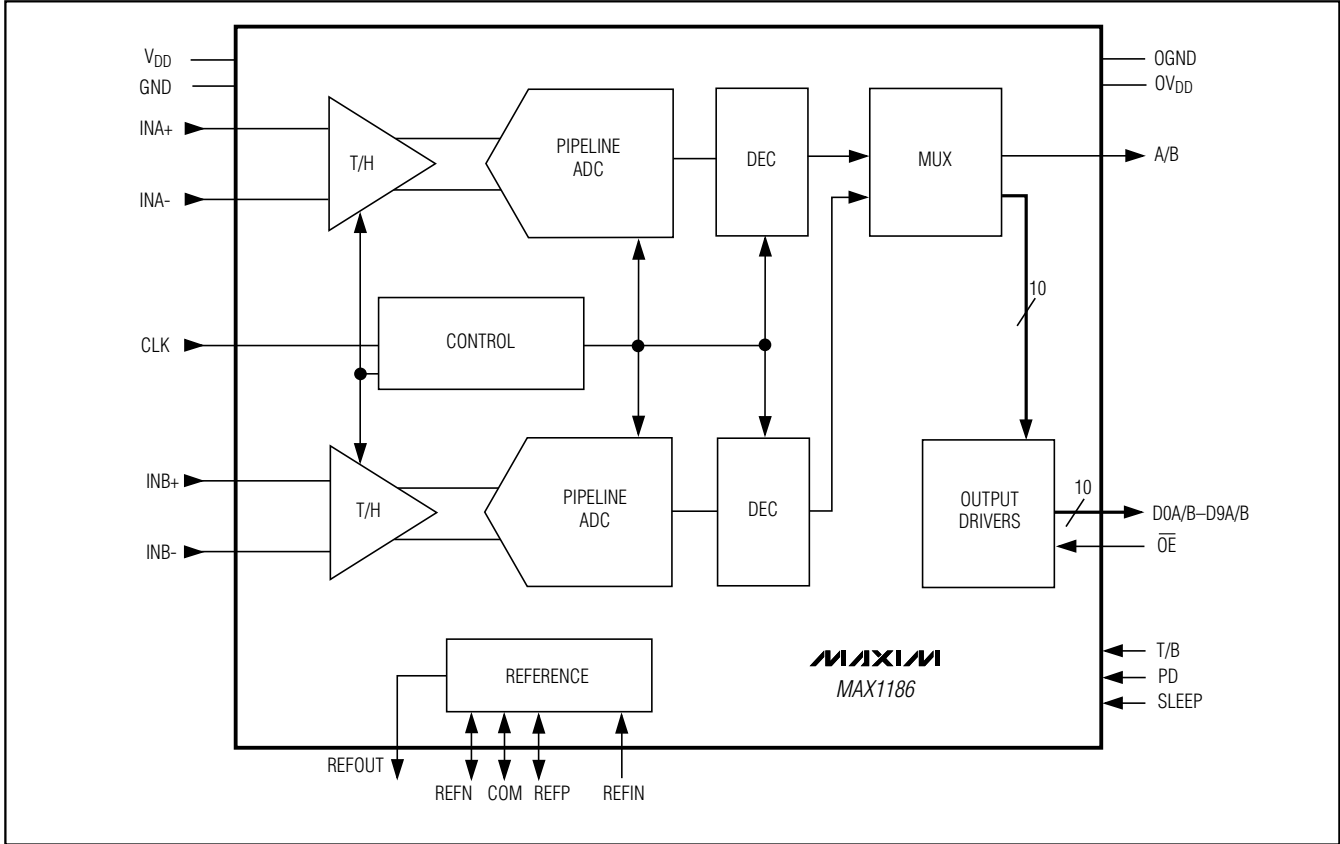 V_DD
GND
INA+
INA-
CLK
INB+
INB-
T/H
PIPELINE
ADC
DEC
MUX
OGND
OV_DD
A/B
10
CONTROL
T/H
PIPELINE
ADC
DEC
OUTPUT
DRIVERS
10
D0A/B–D9A/B
O̅E̅
T/B
PD
SLEEP
REFERENCE
MAXIM
MAX1186
REFOUT
REFN COM REFP REFIN